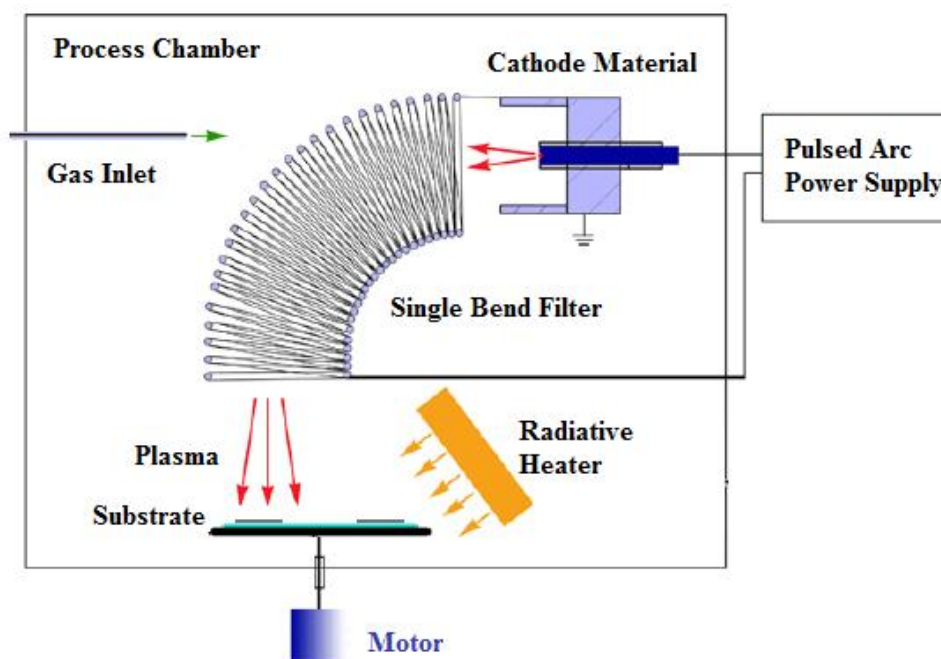 Process Chamber
Cathode Material
Gas Inlet
Pulsed Arc
Power Supply
Single Bend Filter
Plasma
Radiative
Heater
Substrate
Motor